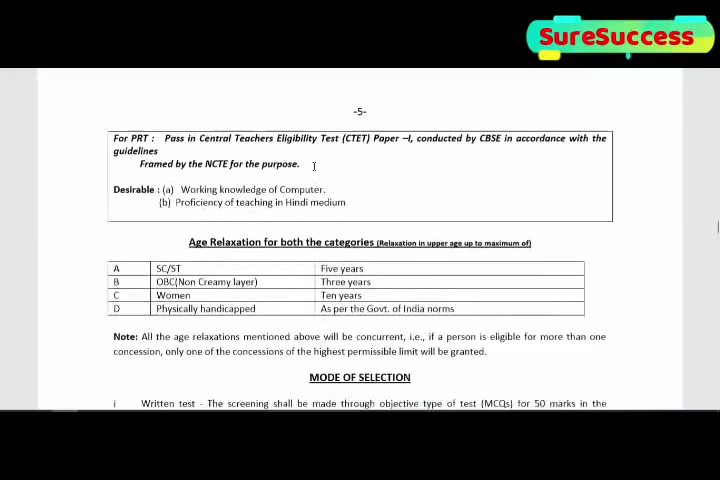 SureSuccess
-5-
For PRT : Pass in Central Teachers Eligibility Test (CTET) Paper –I, conducted by CBSE in accordance with the
guidelines
Framed by the NCTE for the purpose.
Desirable : (a) Working knowledge of Computer.
(b) Proficiency of teaching in Hindi medium
Age Relaxation for both the categories (Relaxation in upper age up to maximum of)
A SC/ST Five years
B OBC(Non Creamy layer) Three years
C Women Ten years
D Physically handicapped As per the Govt. of India norms
Note: All the age relaxations mentioned above will be concurrent, i.e., if a person is eligible for more than one
concession, only one of the concessions of the highest permissible limit will be granted.
MODE OF SELECTION
i Written test - The screening shall be made through objective type of test (MCQs) for 50 marks in the